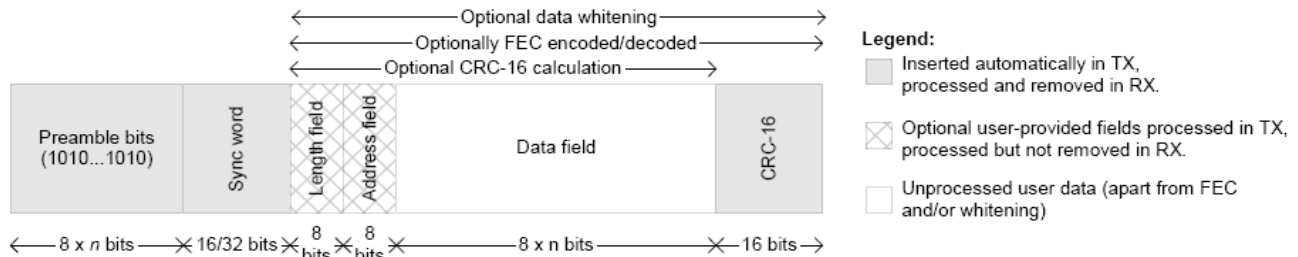 Optional data whitening
Optionally FEC encoded/decoded
Optional CRC-16 calculation
Preamble bits
(1010...1010)
Sync word
Length field
Address field
Data field
CRC-16
8 x n bits
16/32 bits
8
bits
8
bits
8 x n bits
16 bits
Legend:
Inserted automatically in TX,
processed and removed in RX.
Optional user-provided fields processed in TX,
processed but not removed in RX.
Unprocessed user data (apart from FEC
and/or whitening)